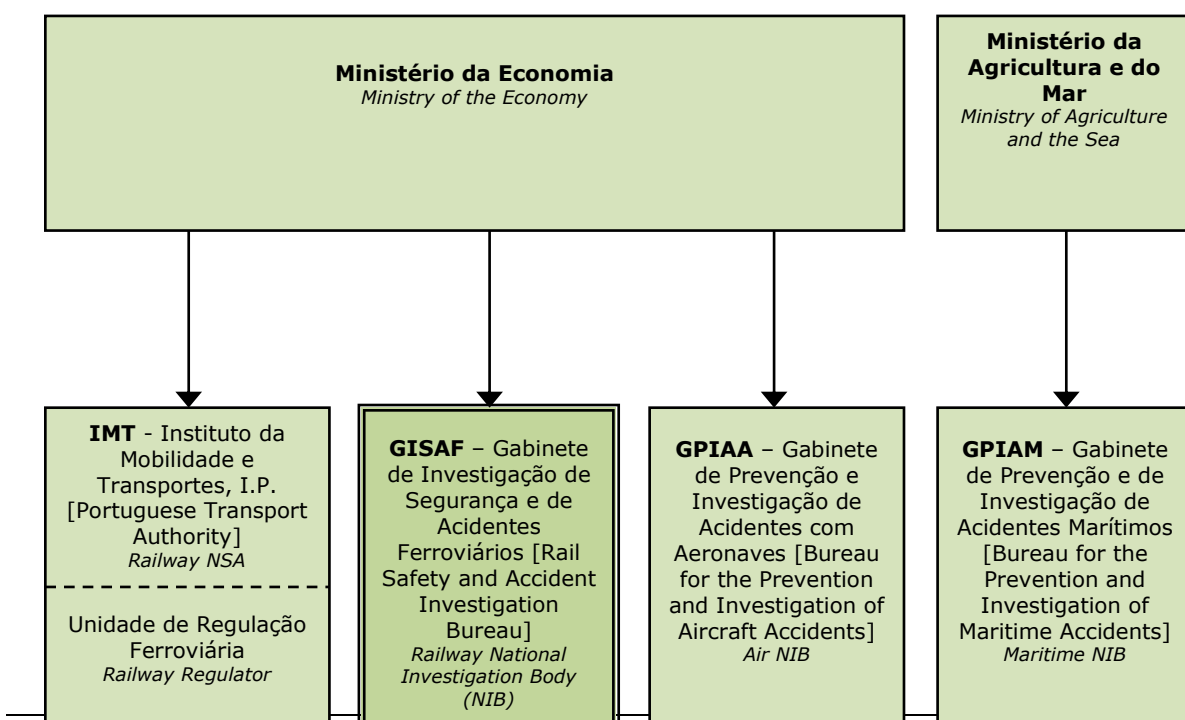 Ministério da Economia
Ministry of the Economy
Ministério da
Agricultura e do
Mar
Ministry of Agriculture
and the Sea
IMT - Instituto da
Mobilidade e
Transportes, I.P.
[Portuguese Transport
Authority]
Railway NSA
Unidade de Regulação
Ferroviária
Railway Regulator
GISAF – Gabinete
de Investigação de
Segurança e de
Acidentes
Ferroviários [Rail
Safety and Accident
Investigation
Bureau]
Railway National
Investigation Body
(NIB)
GPIAA – Gabinete
de Prevenção e
Investigação de
Acidentes com
Aeronaves [Bureau
for the Prevention
and Investigation of
Aircraft Accidents]
Air NIB
GPIAM – Gabinete
de Prevenção e de
Investigação de
Acidentes Marítimos
[Bureau for the
Prevention and
Investigation of
Maritime Accidents]
Maritime NIB